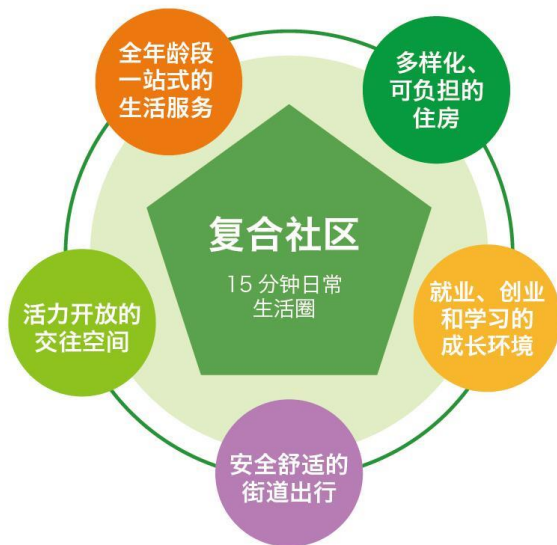 全年龄段
一站式的
生活服务
多样化、
可负担的
住房
复合社区
15 分钟日常
生活圈
活力开放的
交往空间
就业、创业
和学习的
成长环境
安全舒适的
街道出行